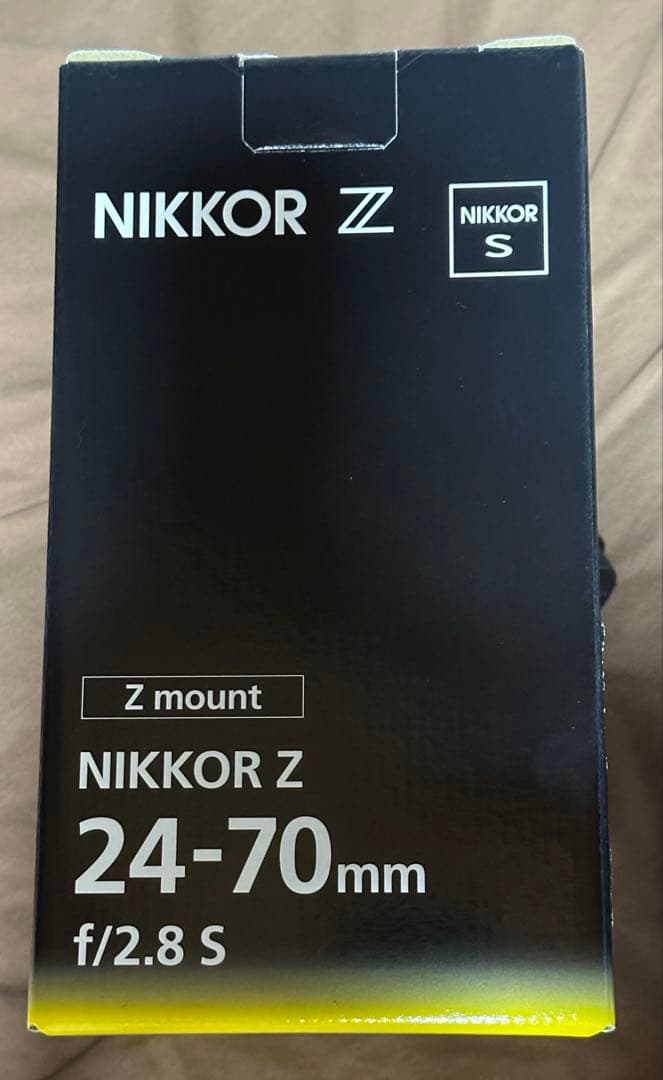 NIKKOR Z
NIKKOR
S
Z mount
NIKKOR Z
24-70mm
f/2.8 S